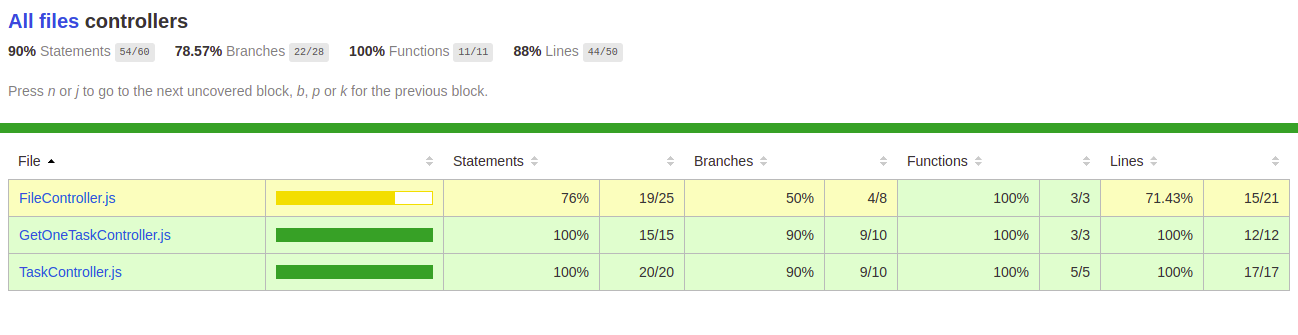 All files controllers
90% Statements 54/60 78.57% Branches 22/28 100% Functions 11/11 88% Lines 44/50
Press n or j to go to the next uncovered block, b, p or k for the previous block.
File Statements Branches Functions Lines
FileController.js 76% 19/25 50% 4/8 100% 3/3 71.43% 15/21
GetOneTaskController.js 100% 15/15 90% 9/10 100% 3/3 100% 12/12
TaskController.js 100% 20/20 90% 9/10 100% 5/5 100% 17/17